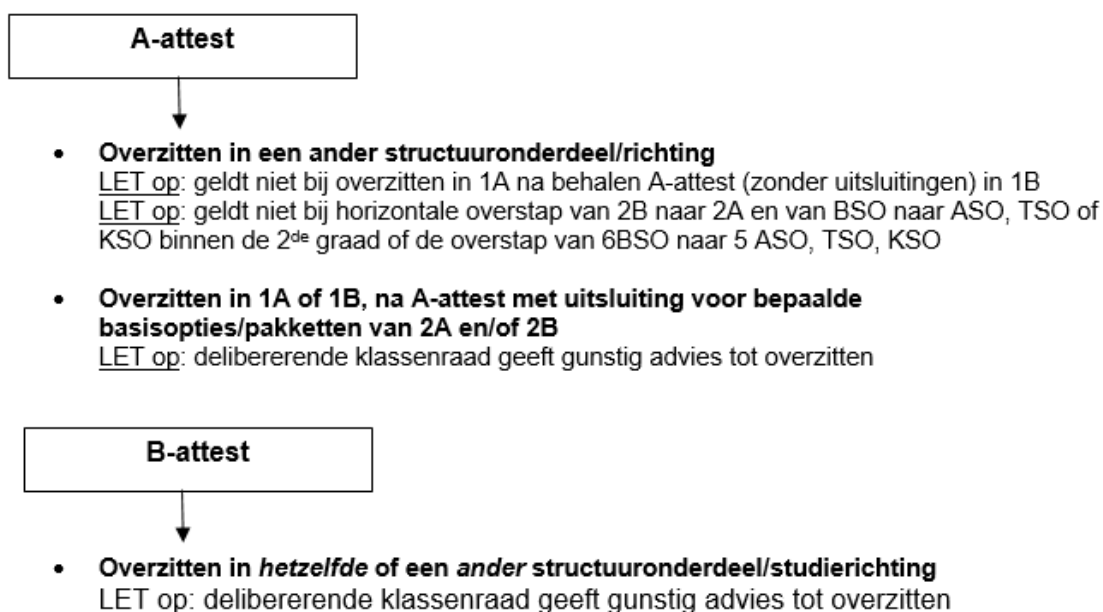 A-attest
• Overzitten in een ander structuuronderdeel/richting
LET op: geldt niet bij overzitten in 1A na behalen A-attest (zonder uitsluitingen) in 1B
LET op: geldt niet bij horizontale overstap van 2B naar 2A en van BSO naar ASO, TSO of
KSO binnen de 2de graad of de overstap van 6BSO naar 5 ASO, TSO, KSO
• Overzitten in 1A of 1B, na A-attest met uitsluiting voor bepaalde
basisopties/pakketten van 2A en/of 2B
LET op: delibererende klassenraad geeft gunstig advies tot overzitten
B-attest
• Overzitten in hetzelfde of een ander structuuronderdeel/studierichting
LET op: delibererende klassenraad geeft gunstig advies tot overzitten